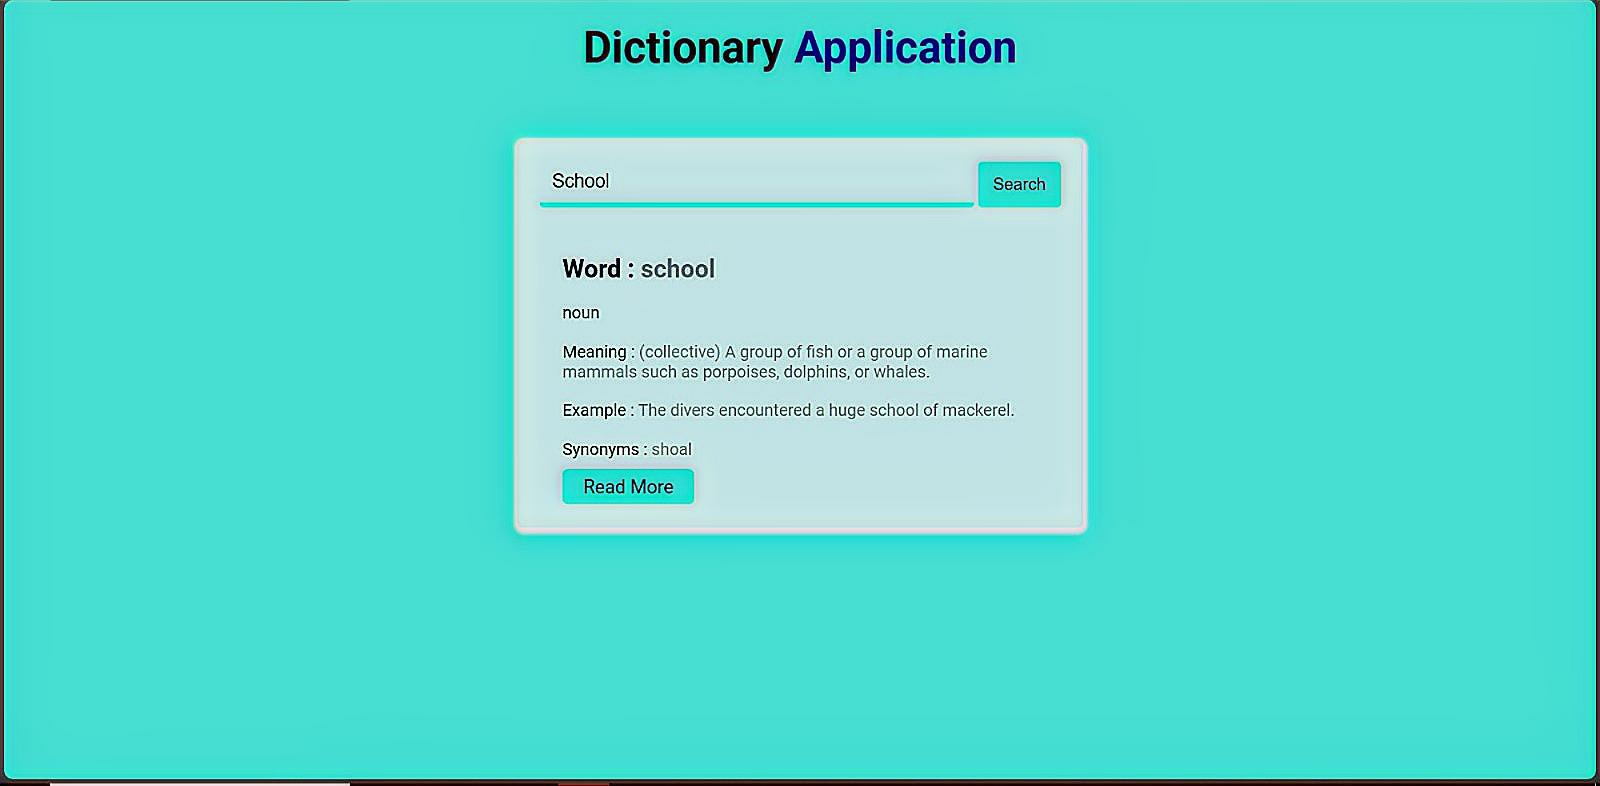 Dictionary Application
School
Search
Word : school
noun
Meaning : (collective) A group of fish or a group of marine
mammals such as porpoises, dolphins, or whales.
Example : The divers encountered a huge school of mackerel.
Synonyms : shoal
Read More